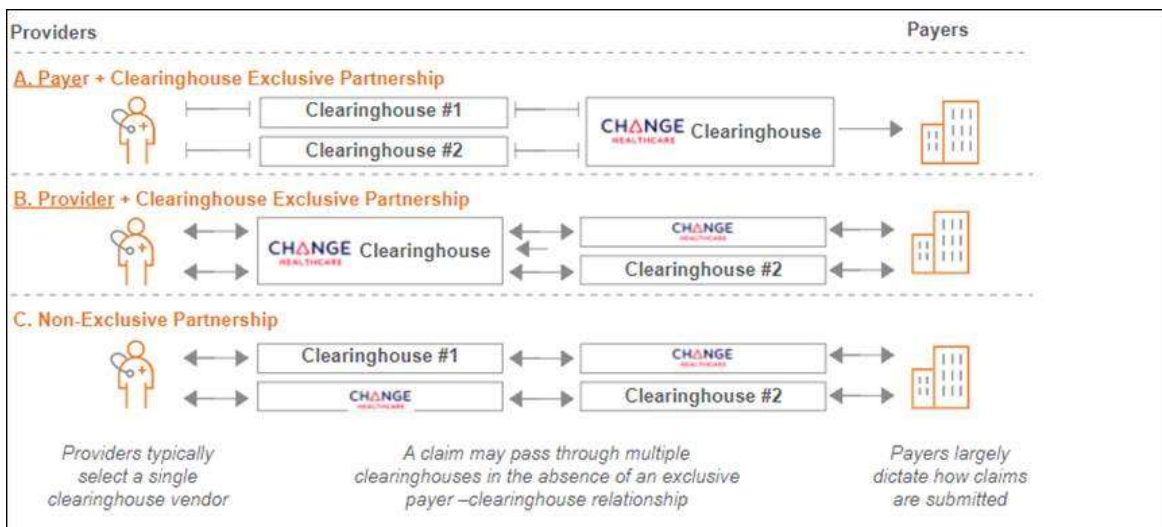 Providers Payers
A. Payer + Clearinghouse Exclusive Partnership
Clearinghouse #1
CHANGE HEALTHCARE Clearinghouse
Clearinghouse #2
B. Provider + Clearinghouse Exclusive Partnership
CHANGE HEALTHCARE Clearinghouse
CHANGE HEALTHCARE
Clearinghouse #2
C. Non-Exclusive Partnership
Clearinghouse #1
CHANGE HEALTHCARE
CHANGE HEALTHCARE
Clearinghouse #2
Providers typically
select a single
clearinghouse vendor
A claim may pass through multiple
clearinghouses in the absence of an exclusive
payer –clearinghouse relationship
Payers largely
dictate how claims
are submitted